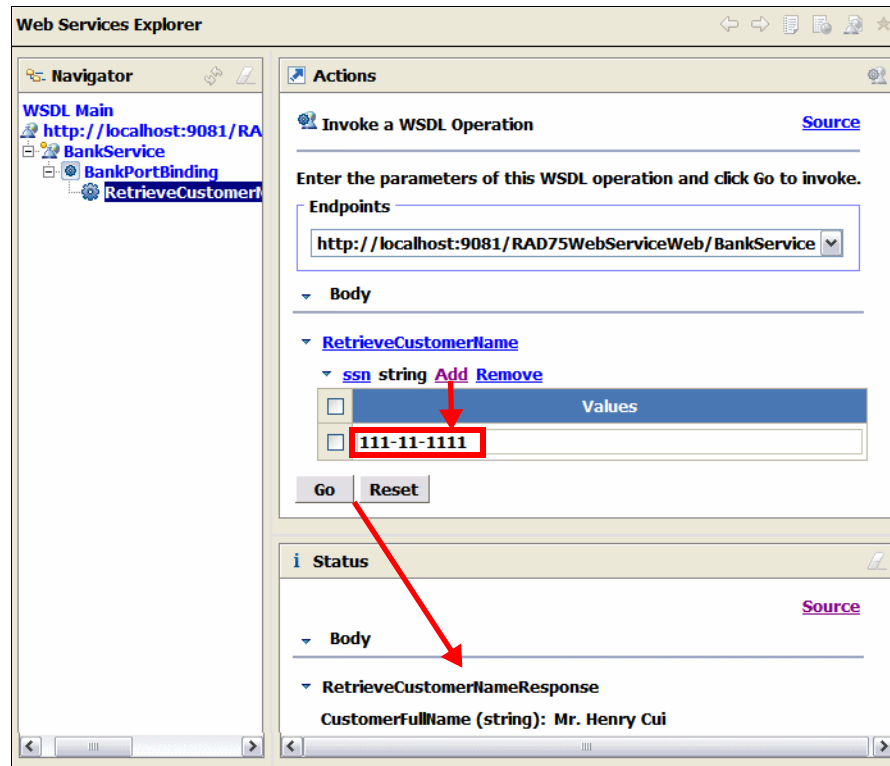 Web Services Explorer
Navigator
WSDL Main
http://localhost:9081/RA
BankService
BankPortBinding
RetrieveCustomerN
Actions
Invoke a WSDL Operation Source
Enter the parameters of this WSDL operation and click Go to invoke.
Endpoints
http://localhost:9081/RAD75WebServiceWeb/BankService
Body
RetrieveCustomerName
ssn string Add Remove
Values
111-11-1111
Go Reset
i Status
Source
Body
RetrieveCustomerNameResponse
CustomerFullName (string): Mr. Henry Cui